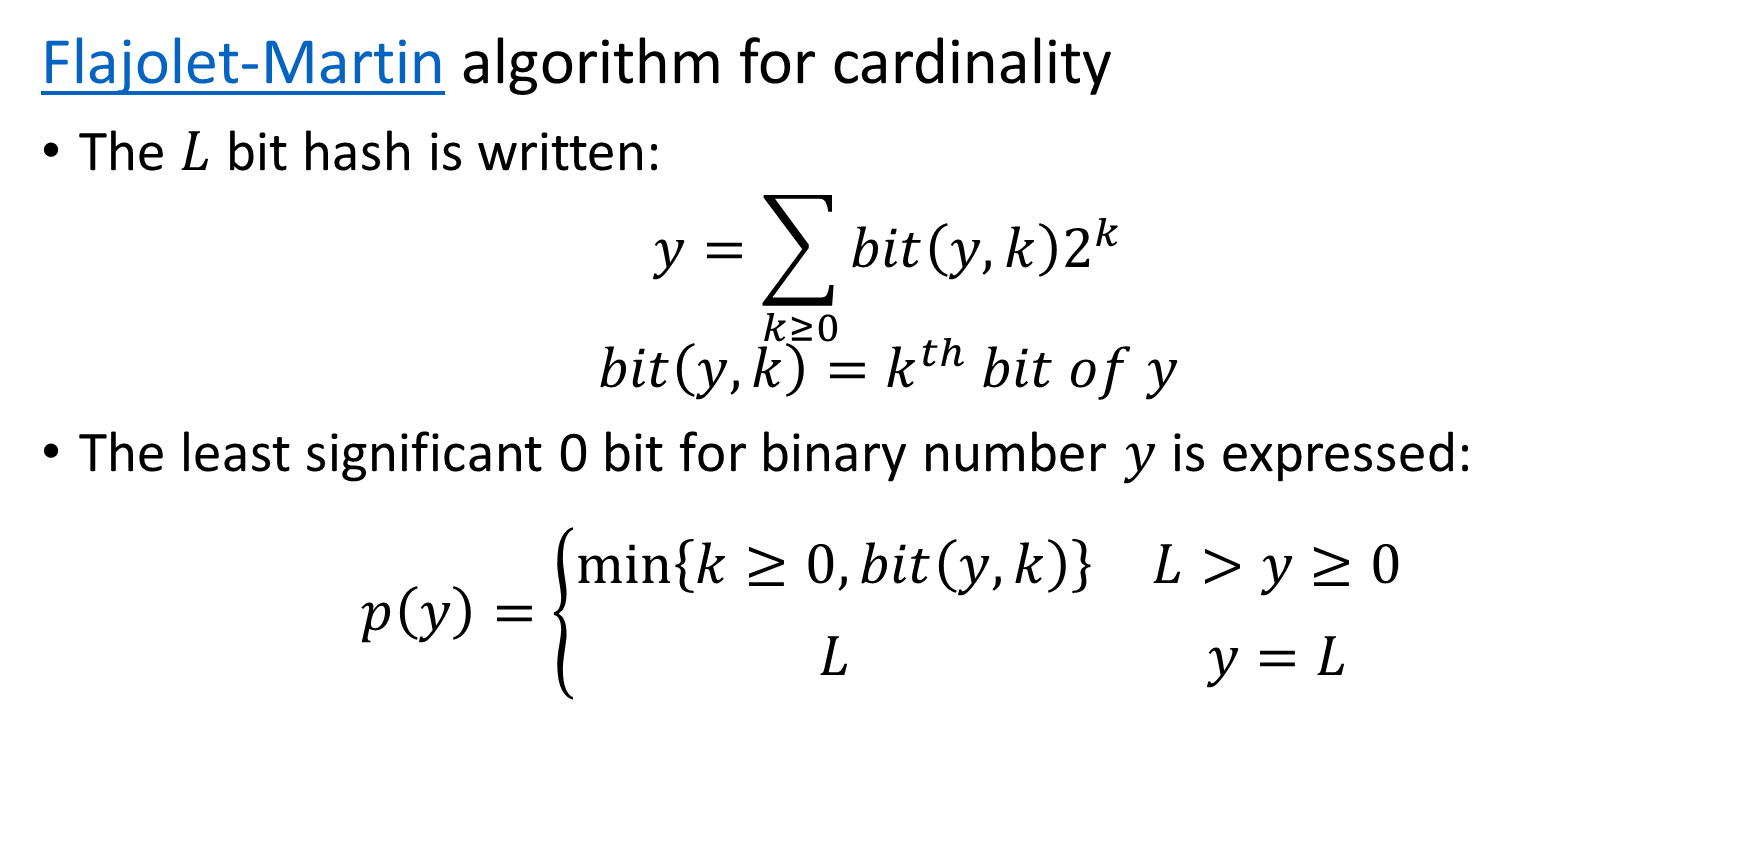 Flajolet-Martin algorithm for cardinality
• The L bit hash is written:
y = ∑_{k≥0} bit(y, k)2^k
bit(y, k) = k^{th} bit of y
• The least significant 0 bit for binary number y is expressed:
p(y) = { min{k ≥ 0, bit(y, k)} L > y ≥ 0
L y = L